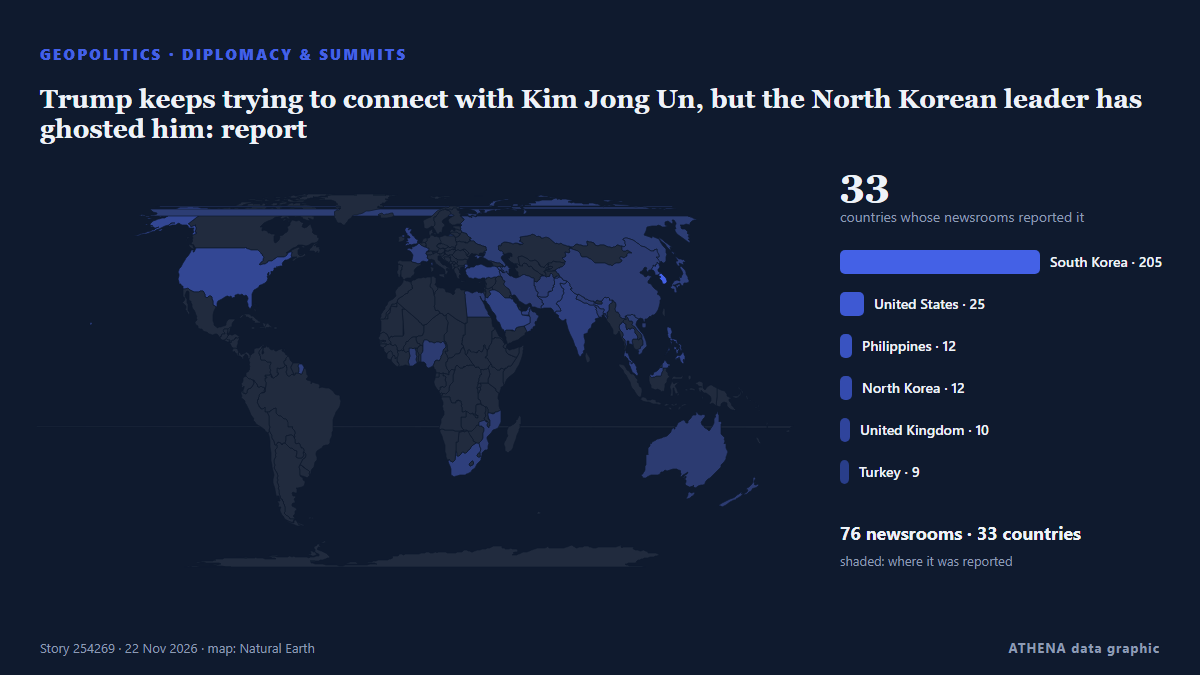 GEOPOLITICS · DIPLOMACY & SUMMITS
Trump keeps trying to connect with Kim Jong Un, but the North Korean leader has
ghosted him: report
33
countries whose newsrooms reported it
South Korea · 205
United States · 25
Philippines · 12
North Korea · 12
United Kingdom · 10
Turkey · 9
76 newsrooms · 33 countries
shaded: where it was reported
Story 254269 · 22 Nov 2026 · map: Natural Earth
ATHENA data graphic